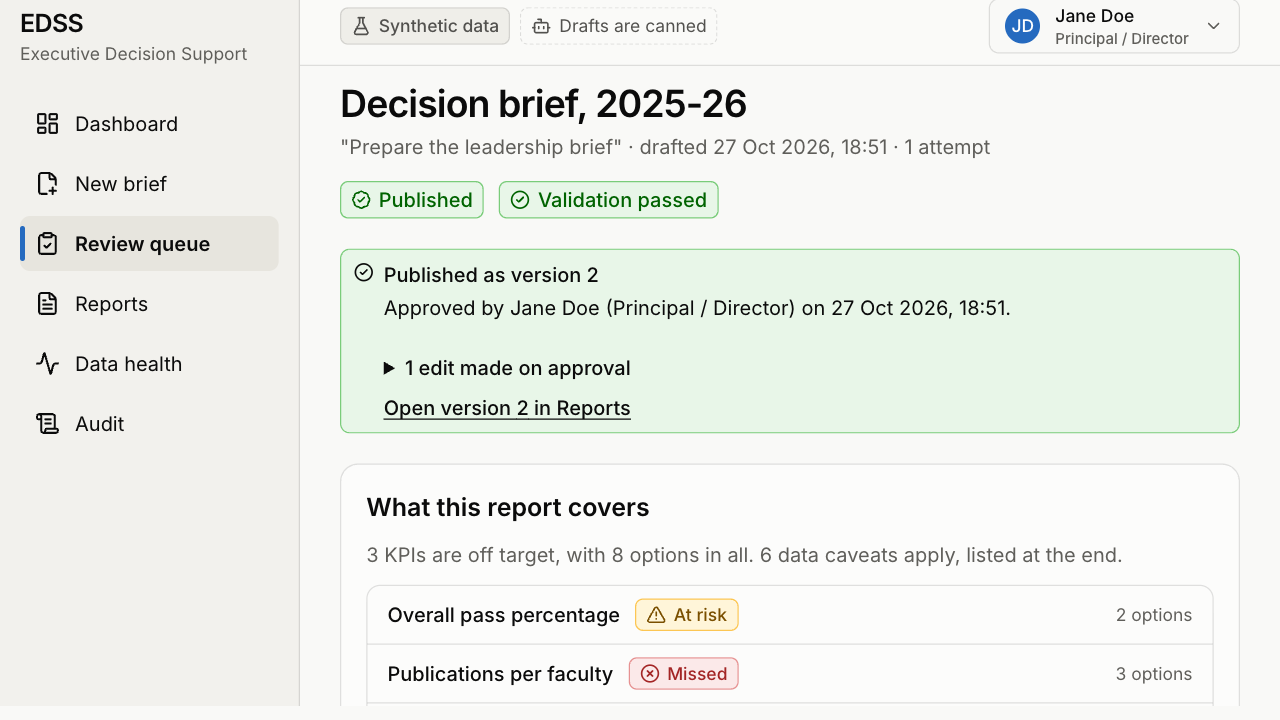 EDSS
Executive Decision Support
Dashboard
New brief
Review queue
Reports
Data health
Audit
Synthetic data
Drafts are canned
JD
Jane Doe
Principal / Director
Decision brief, 2025-26
"Prepare the leadership brief" · drafted 27 Oct 2026, 18:51 · 1 attempt
Published
Validation passed
Published as version 2
Approved by Jane Doe (Principal / Director) on 27 Oct 2026, 18:51.
1 edit made on approval
Open version 2 in Reports
What this report covers
3 KPIs are off target, with 8 options in all. 6 data caveats apply, listed at the end.
Overall pass percentage At risk 2 options
Publications per faculty Missed 3 options